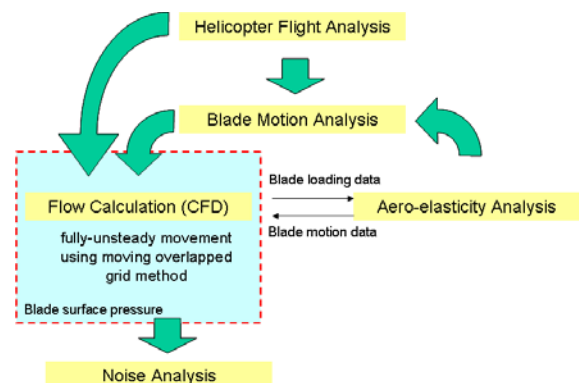 Helicopter Flight Analysis
Blade Motion Analysis
Blade loading data
Flow Calculation (CFD)
Aero-elasticity Analysis
Blade motion data
fully-unsteady movement
using moving overlapped
grid method
Blade surface pressure
Noise Analysis